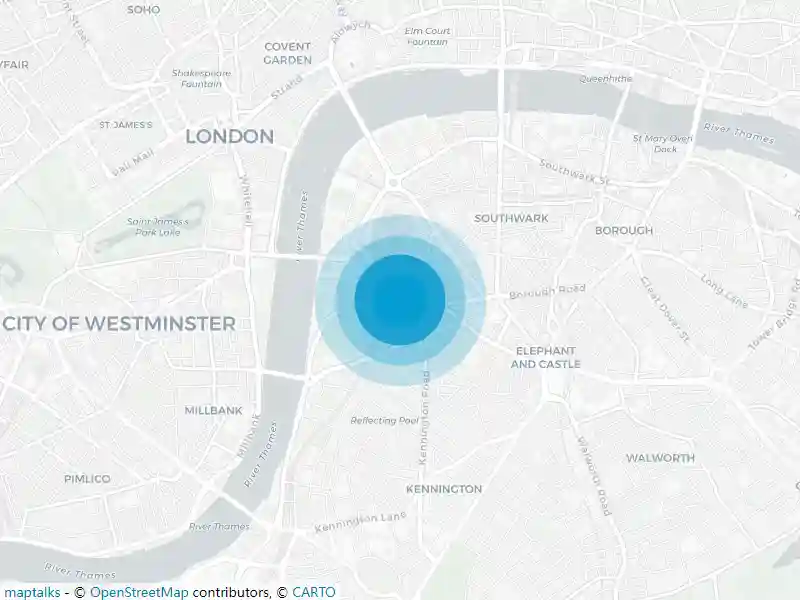 SOHO
COVENT
GARDEN
Aldwych
Elm Court
Fountain
YFAIR
Shakespeare
Fountain
Strand
Queenhithe
ST JAMES'S
LONDON
River Thames
St Mary Overi
Dock
Pall Mall
Southwark St
Whitehall
River Thames
SOUTHWARK
Saint James's
Park Lake
BOROUGH
Long Lane
Borough Road
Great Dover St
Tower Bridge Rd
CITY OF WESTMINSTER
ELEPHANT
AND CASTLE
MILLBANK
Kennington Road
Reflecting Pool
Millbank
River Thames
Walworth Road
WALWORTH
PIMLICO
KENNINGTON
River Thames
Kennington Lane
River Thames
maptalks - © OpenStreetMap contributors, © CARTO